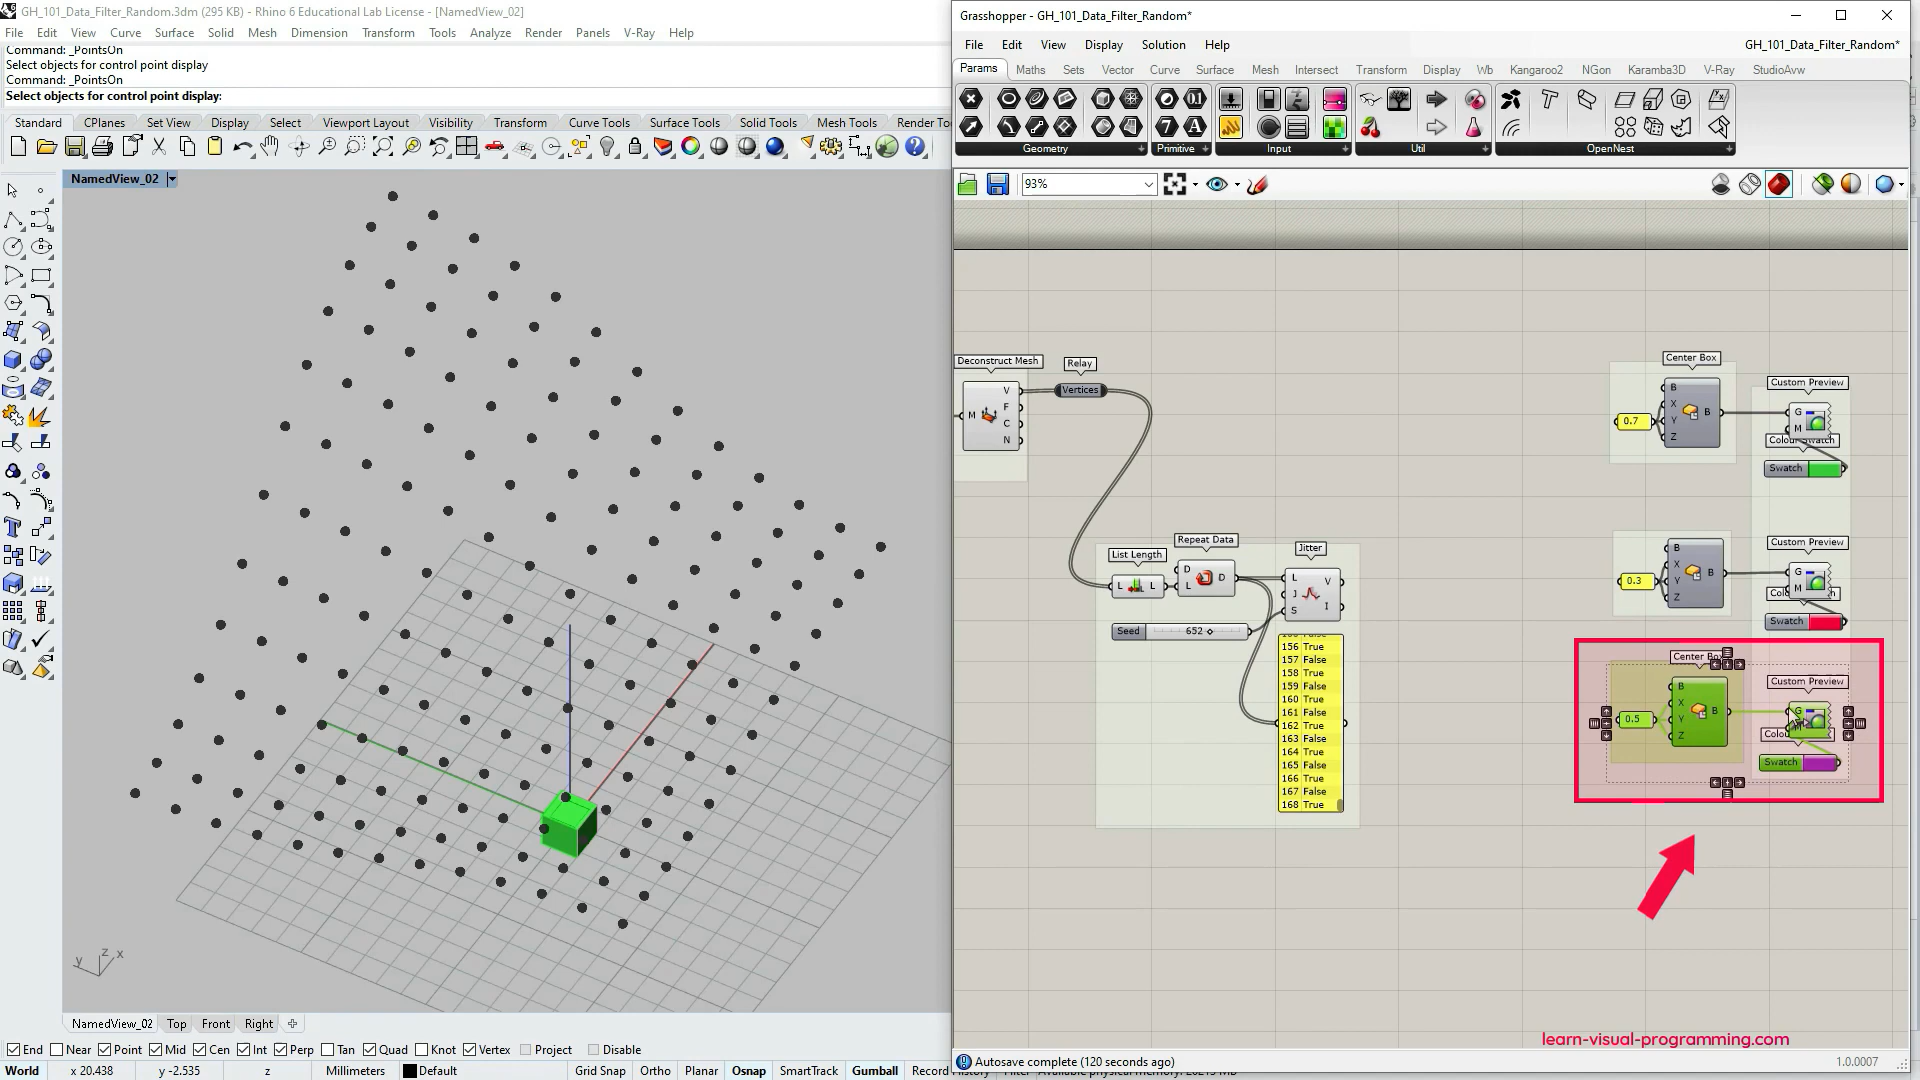 GH_101_Data_Filter_Random.3dm (295 KB) - Rhino 6 Educational Lab License - [NamedView_02]
File Edit View Curve Surface Solid Mesh Dimension Transform Tools Analyze Render Panels V-Ray Help
Command: _PointsOn
Select objects for control point display
Command: _PointsOn
Select objects for control point display:
Standard CPlanes Set View Display Select Viewport Layout Visibility Transform Curve Tools Surface Tools Solid Tools Mesh Tools Render To
NamedView_02
z
y x
NamedView_02 Top Front Right
End Near Point Mid Cen Int Perp Tan Quad Knot Vertex Project Disable
World x 20.438 y -2.535 z Millimeters Default Grid Snap Ortho Planar Osnap SmartTrack Gumball Record
Grasshopper - GH_101_Data_Filter_Random*
File Edit View Display Solution Help GH_101_Data_Filter_Random*
Params Maths Sets Vector Curve Surface Mesh Intersect Transform Display Wb Kangaroo2 NGon Karamba3D V-Ray StudioAvw
Geometry Primitive Input Util OpenNest
93%
Deconstruct Mesh
M V F C N
Relay
Vertices
List Length
L L
Repeat Data
D L D
Jitter
L J S V I
Seed 652
156 True
157 False
158 True
159 False
160 True
161 False
162 True
163 False
164 True
165 False
166 True
167 False
168 True
Center Box
0.7
B X Y Z B
Custom Preview
G M
Colour Swatch
Swatch
0.3
B X Y Z B
Custom Preview
G M
Swatch
Center Box
0.5
B X Y Z B
Custom Preview
G M
Swatch
learn-visual-programming.com
Autosave complete (120 seconds ago) 1.0.0007